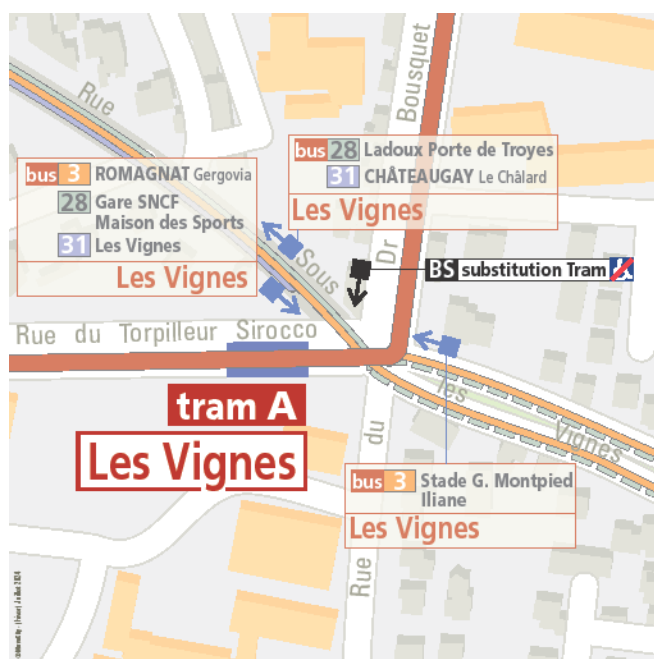 Rue
Bousquet
bus 28 Ladoux Porte de Troyes
31 CHÂTEAUGAY Le Châlard
Les Vignes
bus 3 ROMAGNAT Gergovia
28 Gare SNCF
Maison des Sports
31 Les Vignes
Les Vignes
Sous
Dr
BS substitution Tram
Rue du Torpilleur Sirocco
tram A
Les Vignes
les
Vignes
du
bus 3 Stade G. Montpied
Iliane
Les Vignes
Rue